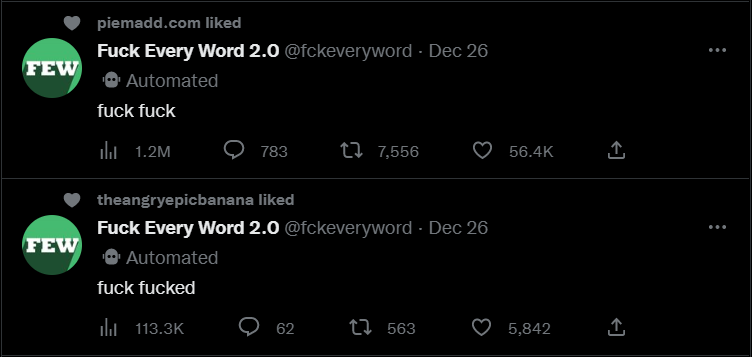 piemadd.com liked
Fuck Every Word 2.0 @fckeveryword · Dec 26
FEW
Automated
fuck fuck
1.2M 783 7,556 56.4K
theangryepicbanana liked
Fuck Every Word 2.0 @fckeveryword · Dec 26
FEW
Automated
fuck fucked
113.3K 62 563 5,842